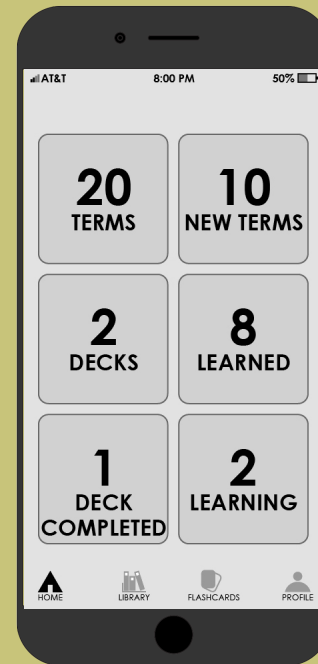 AT&T 8:00 PM 50%
20 10
TERMS NEW TERMS
2 8
DECKS LEARNED
1 2
DECK LEARNING
COMPLETED
HOME LIBRARY FLASHCARDS PROFILE